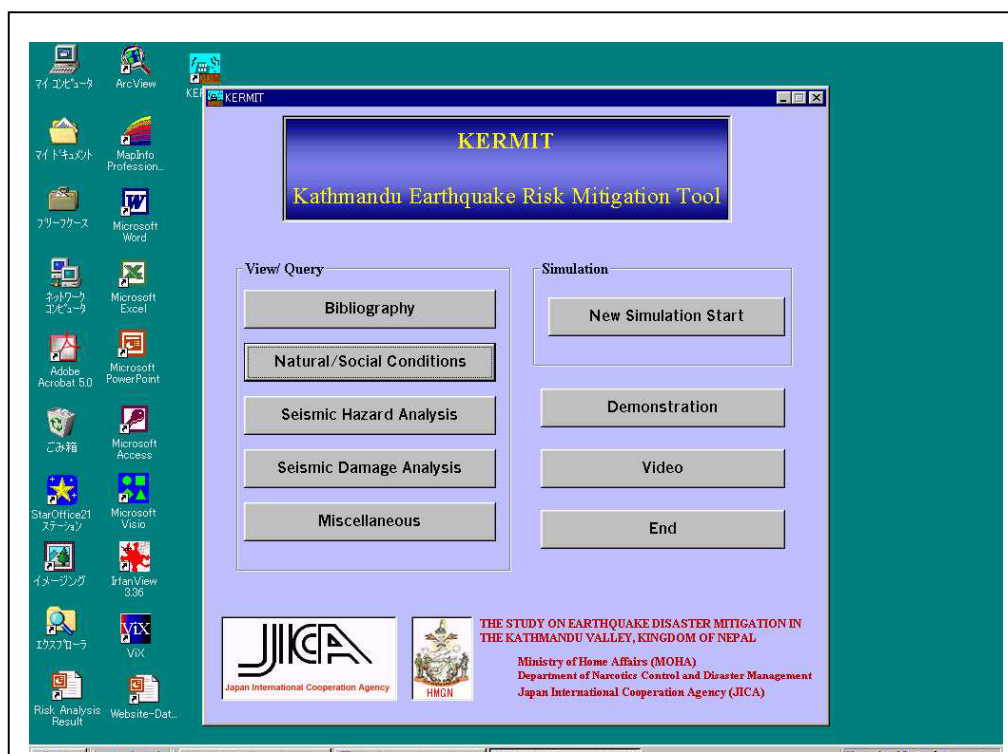 マイ コンピュータ
ArcView
KERMIT
マイ ドキュメント
MapInfo
Profession...
ブリーフケース
Microsoft
Word
ネットワーク
コンピュータ
Microsoft
Excel
Adobe
Acrobat 5.0
Microsoft
PowerPoint
ごみ箱
Microsoft
Access
StarOffice21
ステーション
Microsoft
Visio
イメージング
IrfanView
3.36
エクスプローラ
ViX
ViX
Risk Analysis
Result
Website-Dat...
KERMIT
Kathmandu Earthquake Risk Mitigation Tool
View/ Query
Bibliography
Natural/Social Conditions
Seismic Hazard Analysis
Seismic Damage Analysis
Miscellaneous
Simulation
New Simulation Start
Demonstration
Video
End
JICA
Japan International Cooperation Agency
HMGN
THE STUDY ON EARTHQUAKE DISASTER MITIGATION IN
THE KATHMANDU VALLEY, KINGDOM OF NEPAL
Ministry of Home Affairs (MOHA)
Department of Narcotics Control and Disaster Management
Japan International Cooperation Agency (JICA)